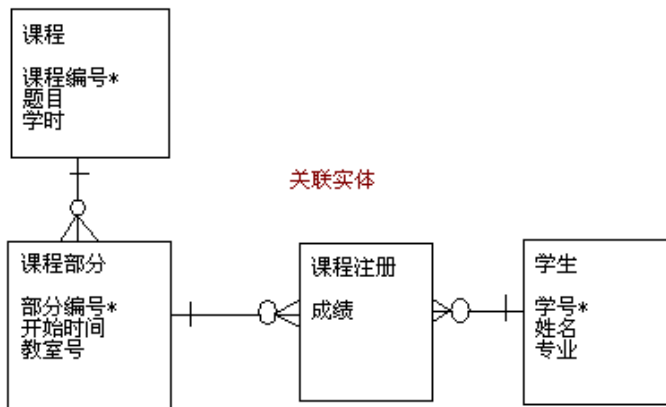 课程
课程编号*
题目
学时
关联实体
课程部分
部分编号*
开始时间
教室号
课程注册
成绩
学生
学号*
姓名
专业